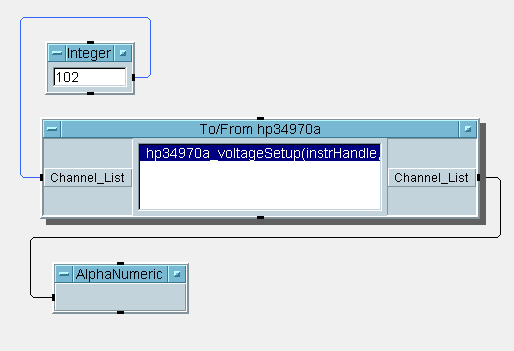 Integer
102
To/From hp34970a
hp34970a_voltageSetup(instrHandle,
Channel_List
Channel_List
AlphaNumeric